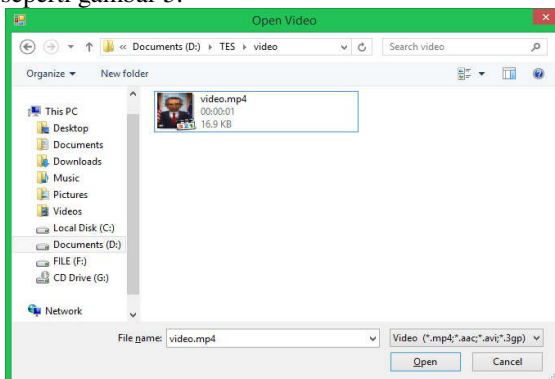 seperti gambar 3.
Open Video
« Documents (D:) ▸ TES ▸ video
Search video
Organize ▾ New folder
This PC
Desktop
Documents
Downloads
Music
Pictures
Videos
Local Disk (C:)
Documents (D:)
FILE (F:)
CD Drive (G:)
Network
video.mp4
00:00:01
16.9 KB
File name: video.mp4
Video (*.mp4;*.aac;*.avi;*.3gp)
Open Cancel